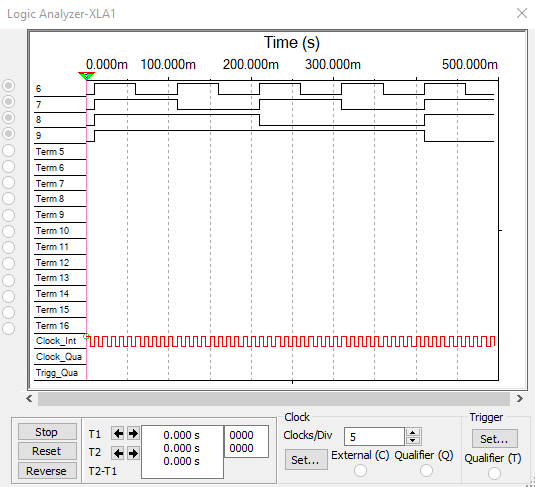 Logic Analyzer-XLA1
Time (s)
0.000m 100.000m 200.000m 300.000m 500.000m
6
7
8
9
Term 5
Term 6
Term 7
Term 8
Term 9
Term 10
Term 11
Term 12
Term 13
Term 14
Term 15
Term 16
Clock_Int
Clock_Qua
Trigg_Qua
Stop
Reset
Reverse
T1
T2
T2-T1
0.000 s
0.000 s
0.000 s
0000
0000
Clock
Clocks/Div 5
Set... External (C) Qualifier (Q)
Trigger
Set...
Qualifier (T)